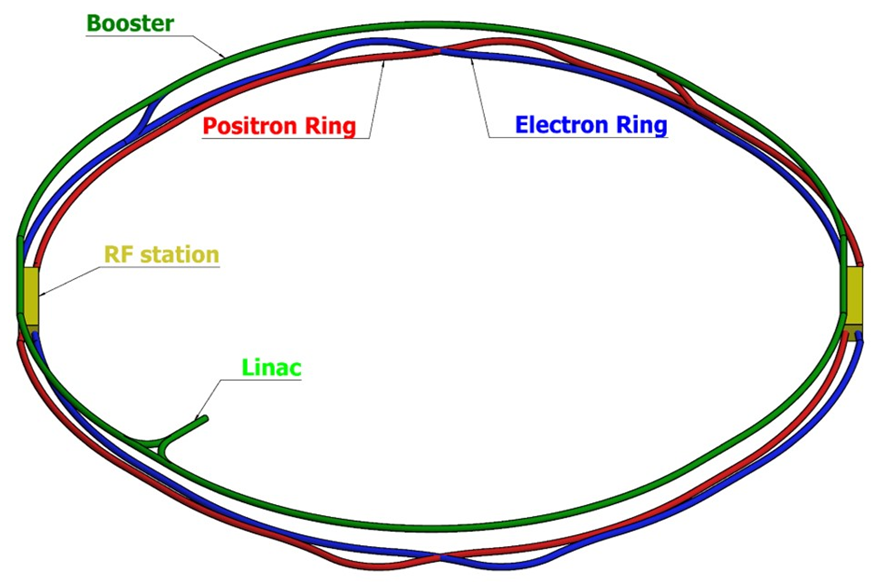 Booster
Positron Ring
Electron Ring
RF station
Linac